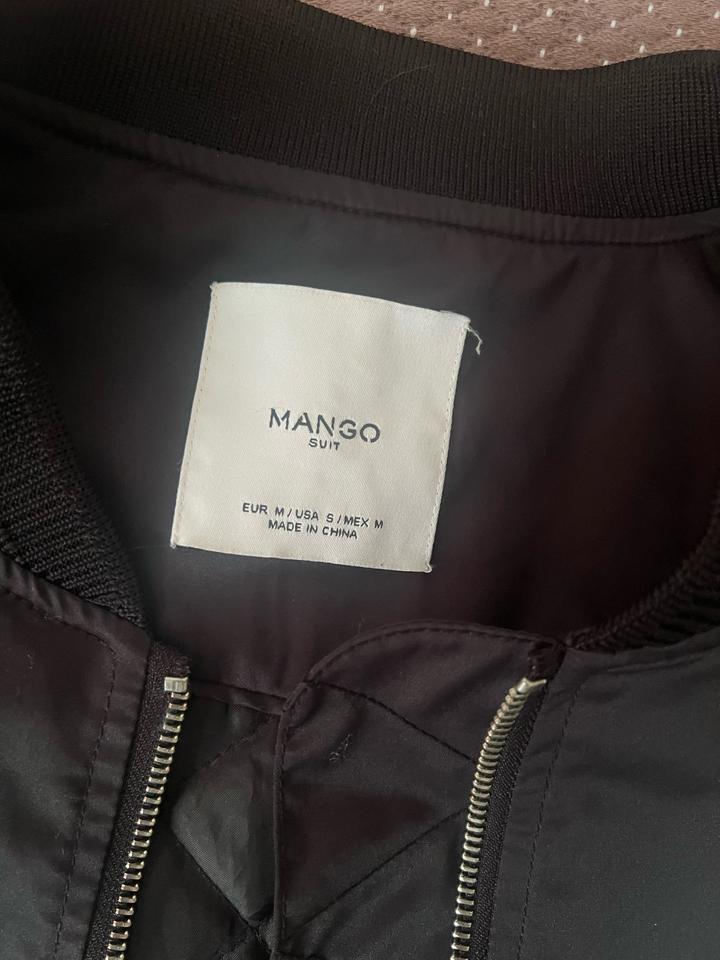 MANGO
SUIT
EUR M / USA S / MEX M
MADE IN CHINA